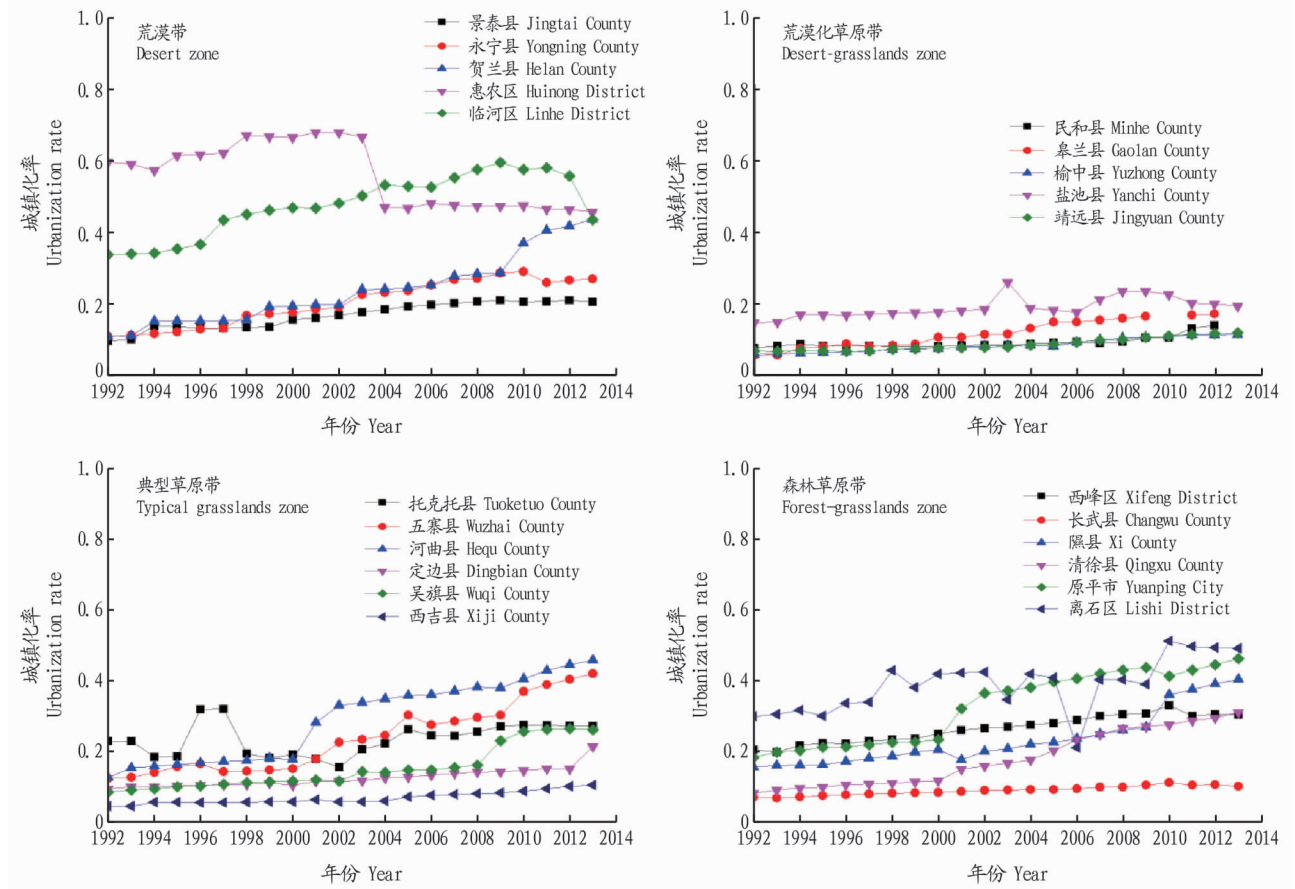 1.0
荒漠带
Desert zone
景泰县 Jingtai County
永宁县 Yongning County
贺兰县 Helan County
惠农区 Huinong District
临河区 Linhe District
0.8
0.6
0.4
0.2
0
城镇化率
Urbanization rate
1992 1994 1996 1998 2000 2002 2004 2006 2008 2010 2012 2014
年份 Year
1.0
荒漠化草原带
Desert-grasslands zone
0.8
民和县 Minhe County
皋兰县 Gaolan County
榆中县 Yuzhong County
盐池县 Yanchi County
靖远县 Jingyuan County
0.6
0.4
0.2
0
城镇化率
Urbanization rate
1992 1994 1996 1998 2000 2002 2004 2006 2008 2010 2012 2014
年份 Year
1.0
典型草原带
Typical grasslands zone
托克托县 Tuoketuo County
五寨县 Wuzhai County
河曲县 Hequ County
定边县 Dingbian County
吴旗县 Wuqi County
西吉县 Xiji County
0.8
0.6
0.4
0.2
0
城镇化率
Urbanization rate
1992 1994 1996 1998 2000 2002 2004 2006 2008 2010 2012 2014
年份 Year
1.0
森林草原带
Forest-grasslands zone
西峰区 Xifeng District
长武县 Changwu County
隰县 Xi County
清徐县 Qingxu County
原平市 Yuanping City
离石区 Lishi District
0.8
0.6
0.4
0.2
0
城镇化率
Urbanization rate
1992 1994 1996 1998 2000 2002 2004 2006 2008 2010 2012 2014
年份 Year